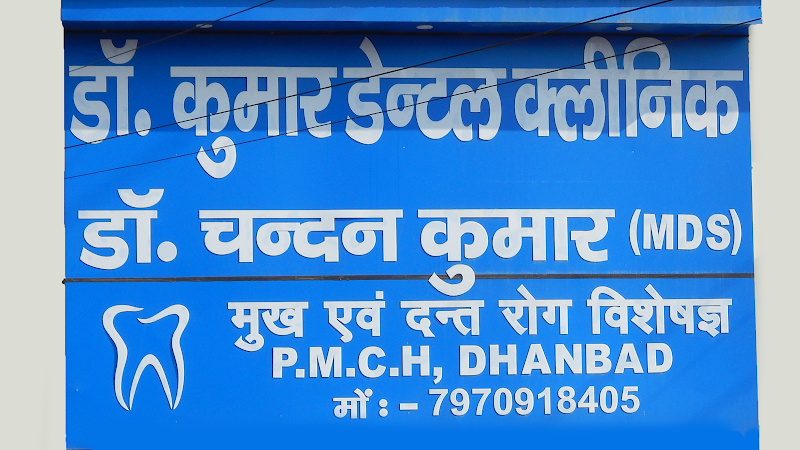 डॉ. कुमार डेन्टल क्लीनिक
डॉ. चन्दन कुमार (MDS)
मुख एवं दन्त रोग विशेषज्ञ
P.M.C.H, DHANBAD
मों : – 7970918405